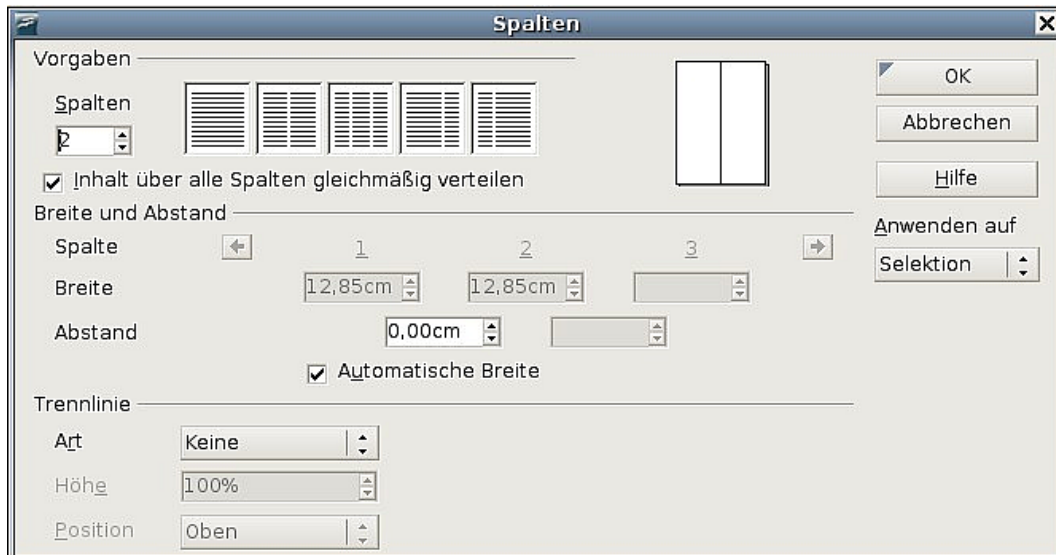 Spalten
Vorgaben
Spalten
2
Inhalt über alle Spalten gleichmäßig verteilen
OK
Abbrechen
Hilfe
Anwenden auf
Selektion
Breite und Abstand
Spalte 1 2 3
Breite 12,85cm 12,85cm
Abstand 0,00cm
Automatische Breite
Trennlinie
Art Keine
Höhe 100%
Position Oben